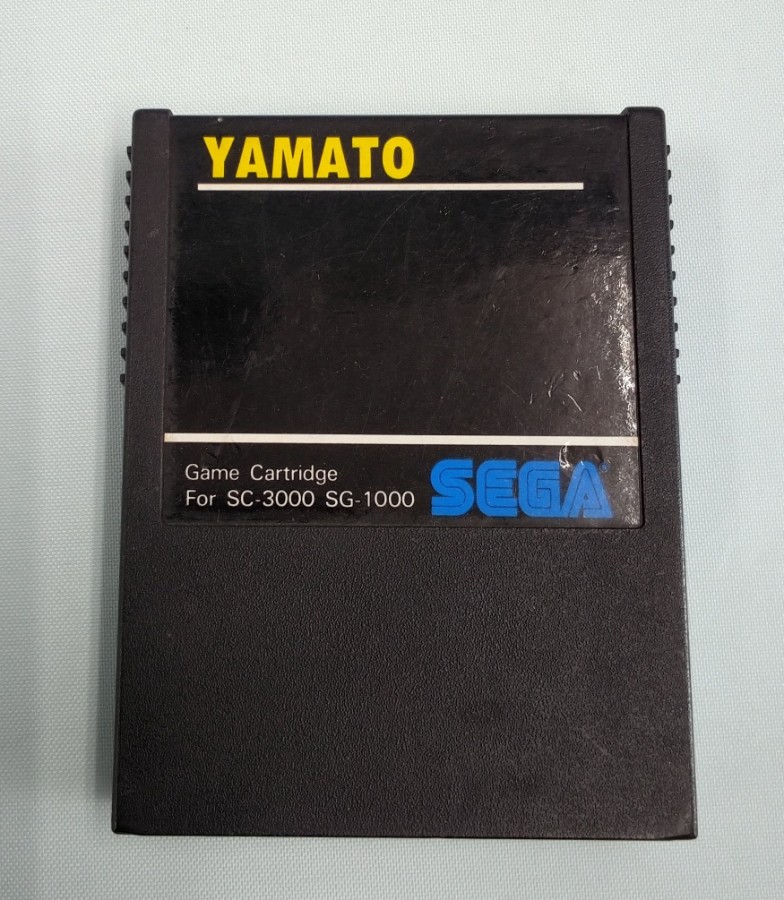 YAMATO
Game Cartridge
For SC-3000 SG-1000
SEGA